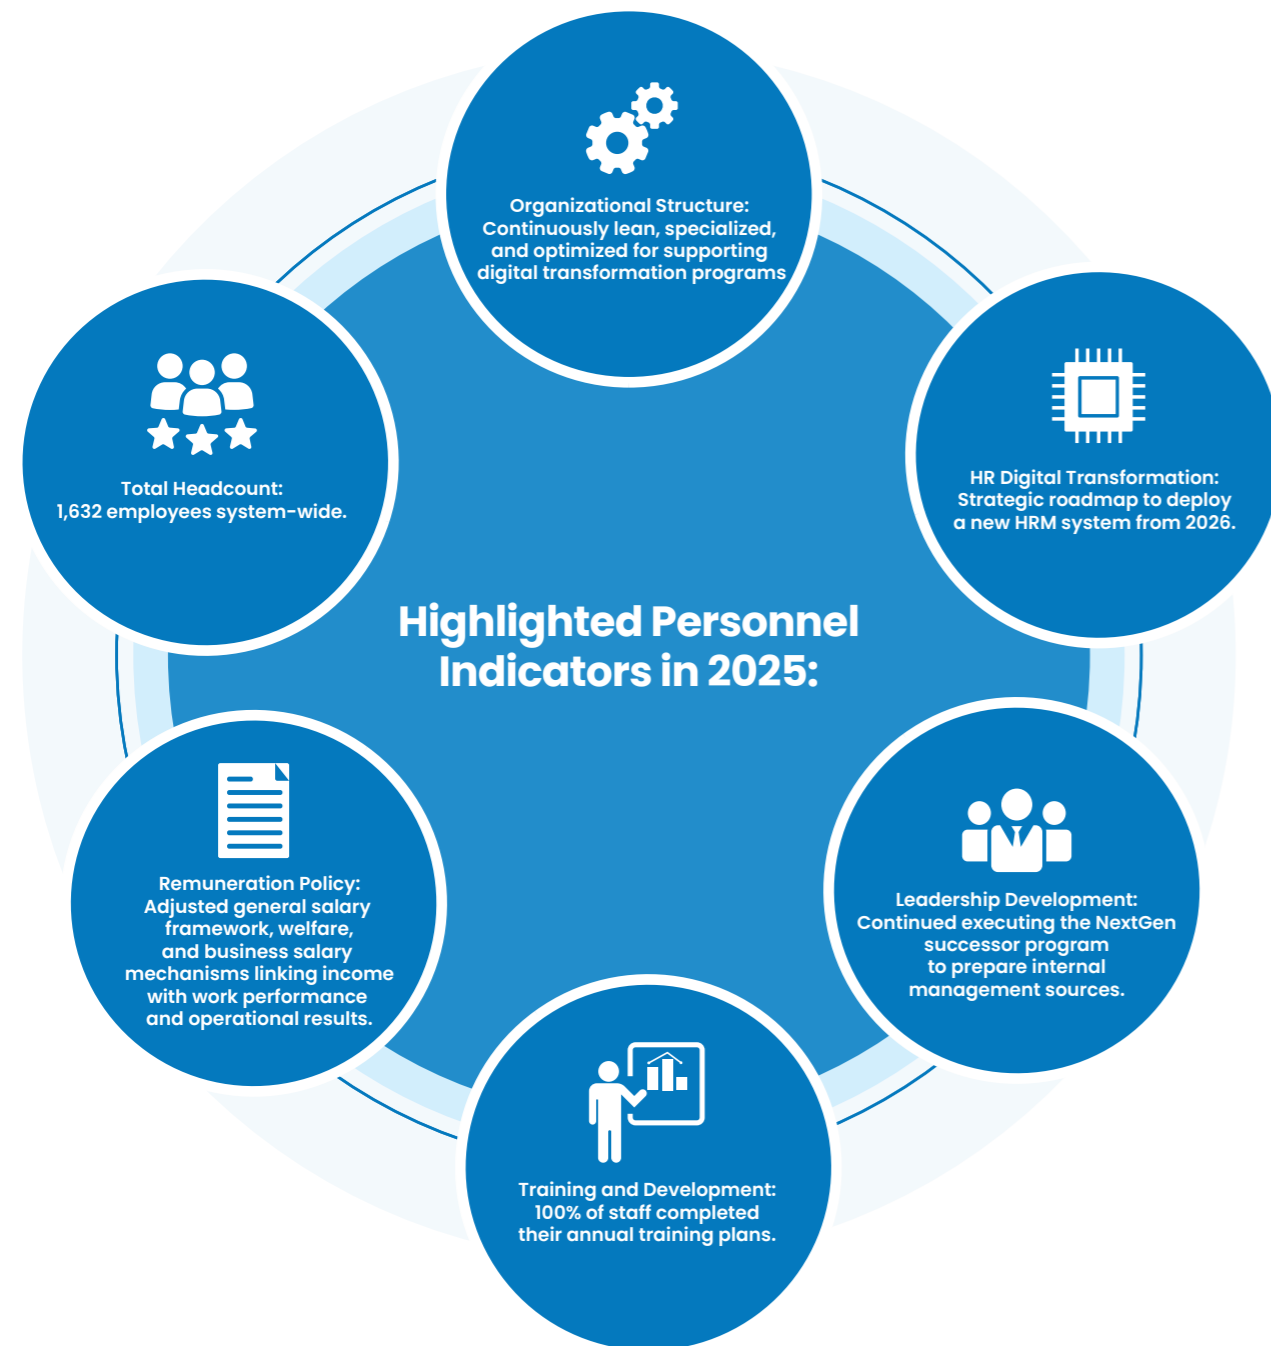 Organizational Structure:
Continuously lean, specialized,
and optimized for supporting
digital transformation programs
HR Digital Transformation:
Strategic roadmap to deploy
a new HRM system from 2026.
Total Headcount:
1,632 employees system-wide.
Highlighted Personnel
Indicators in 2025:
Remuneration Policy:
Adjusted general salary
framework, welfare,
and business salary
mechanisms linking income
with work performance
and operational results.
Leadership Development:
Continued executing the NextGen
successor program
to prepare internal
management sources.
Training and Development:
100% of staff completed
their annual training plans.